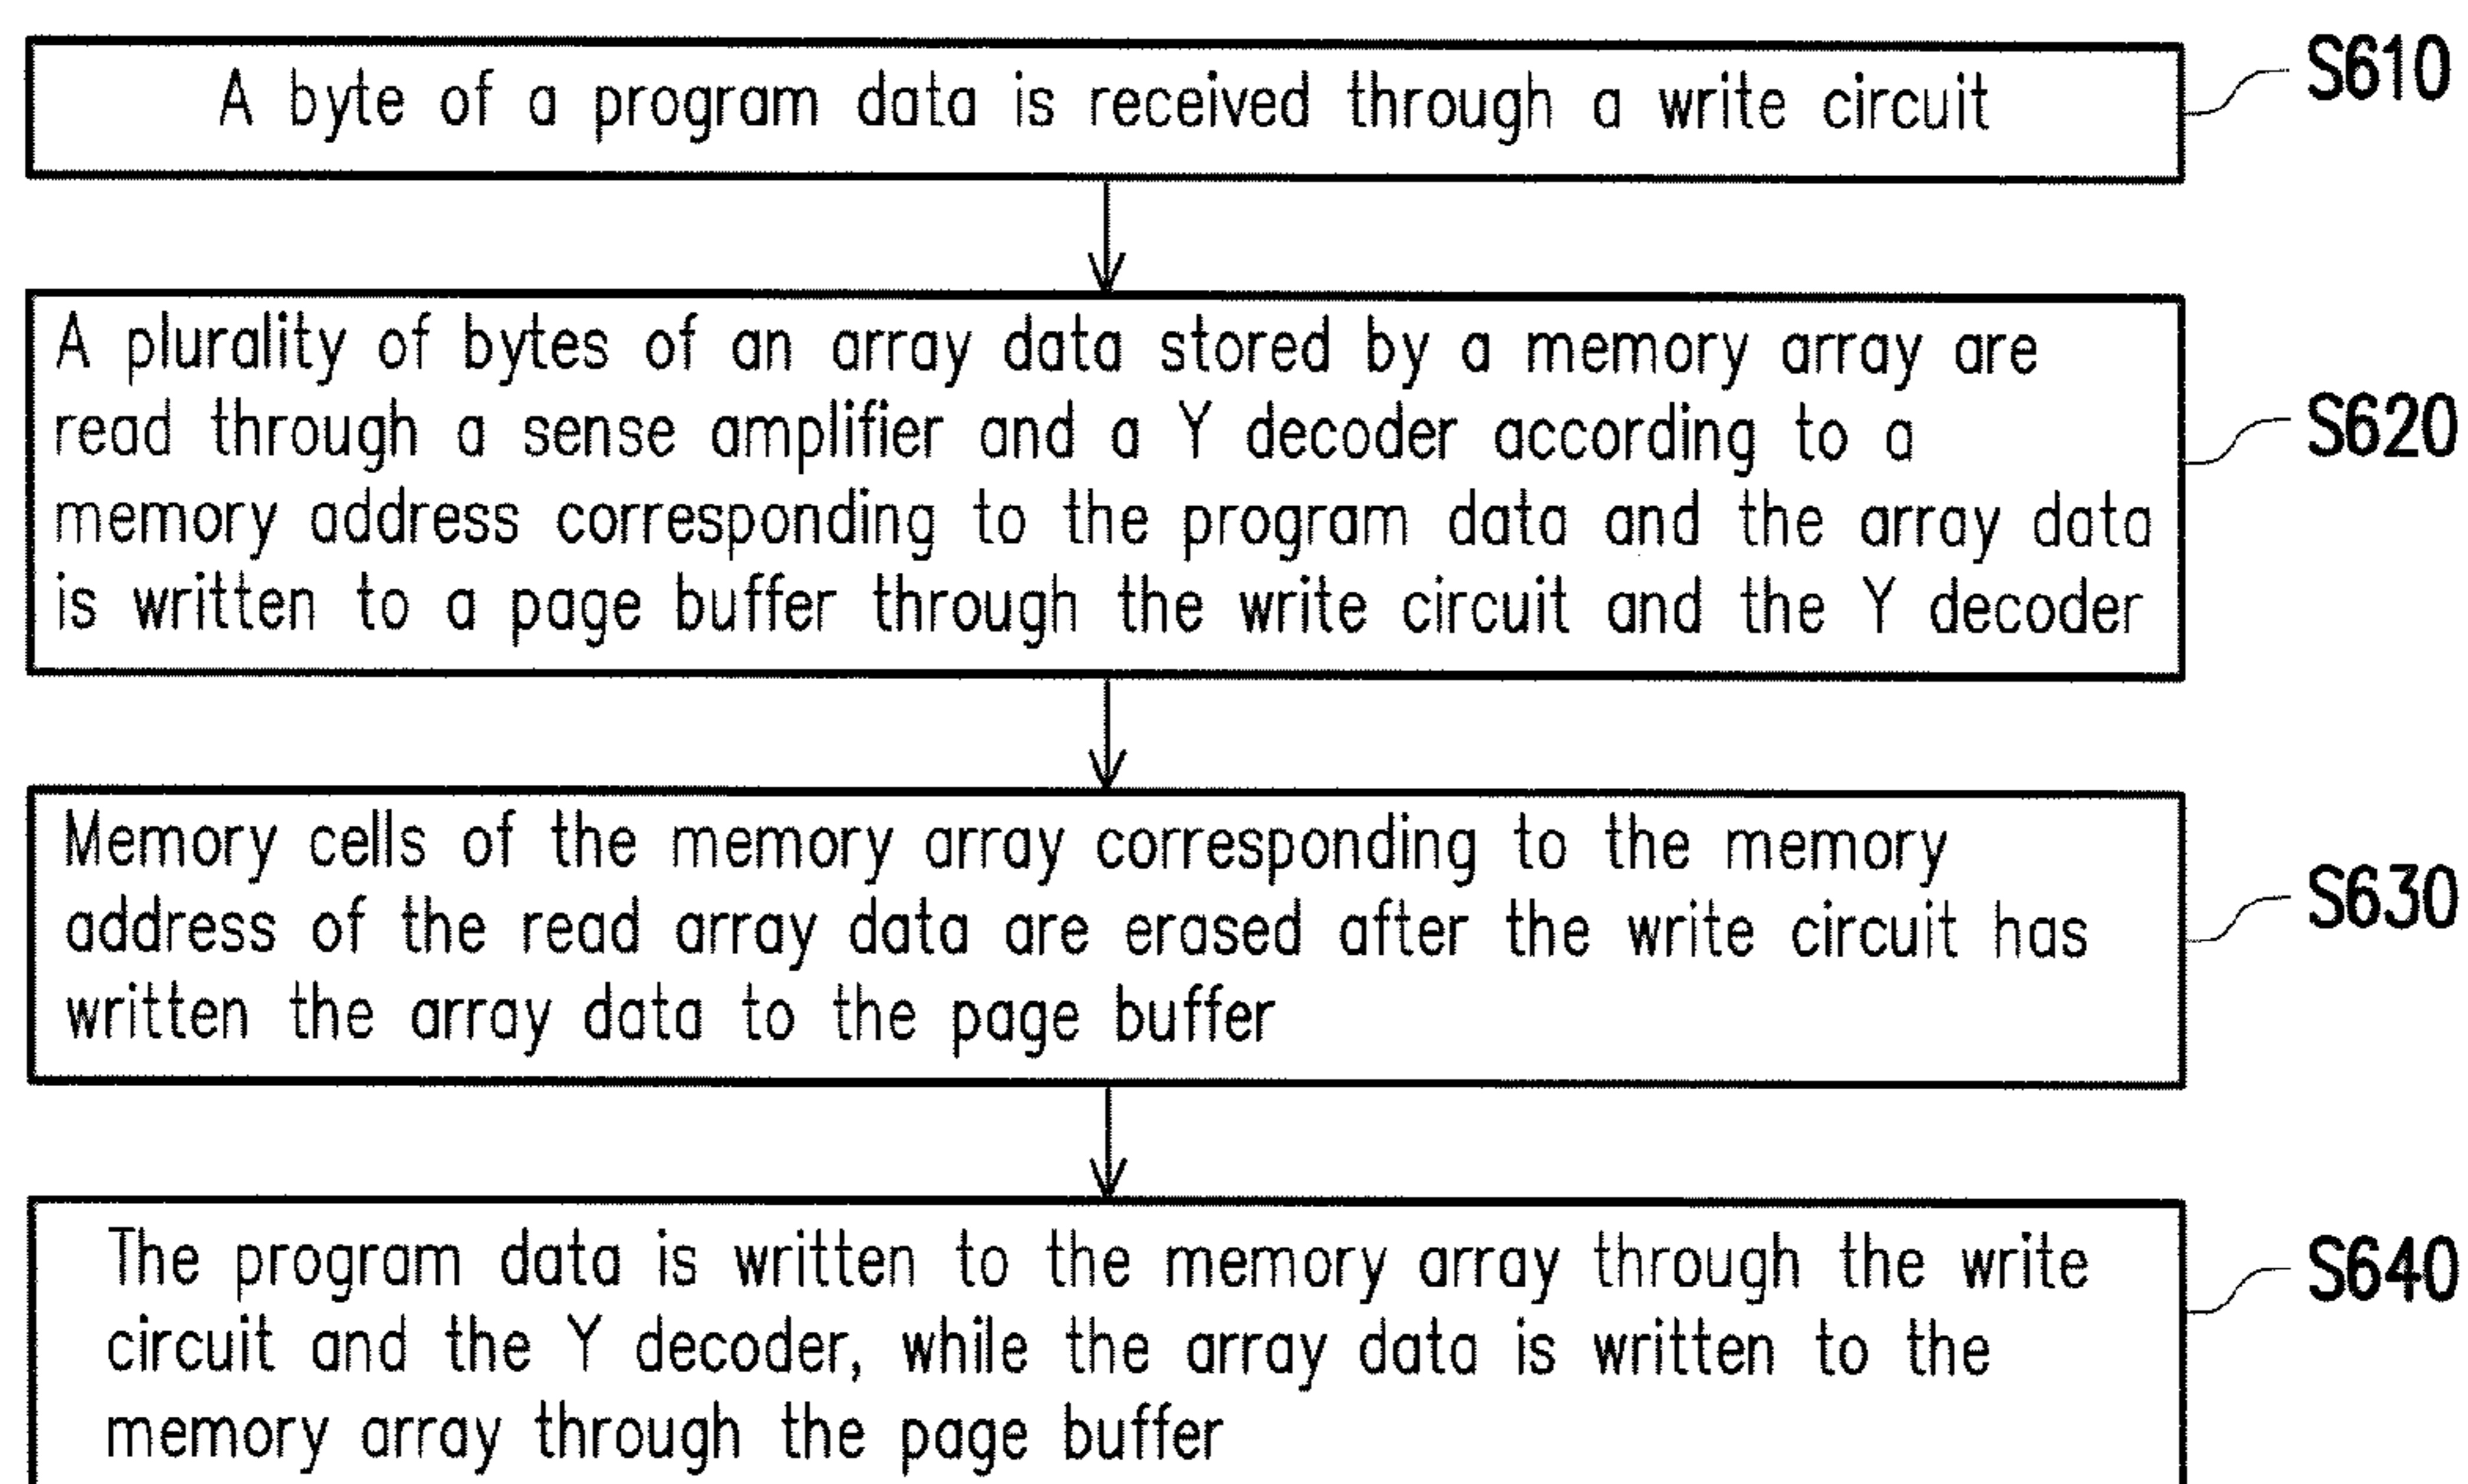 A byte of a program data is received through a write circuit
S610
A plurality of bytes of an array data stored by a memory array are
read through a sense amplifier and a Y decoder according to a
memory address corresponding to the program data and the array data
is written to a page buffer through the write circuit and the Y decoder
S620
Memory cells of the memory array corresponding to the memory
address of the read array data are erased after the write circuit has
written the array data to the page buffer
S630
The program data is written to the memory array through the write
circuit and the Y decoder, while the array data is written to the
memory array through the page buffer
S640